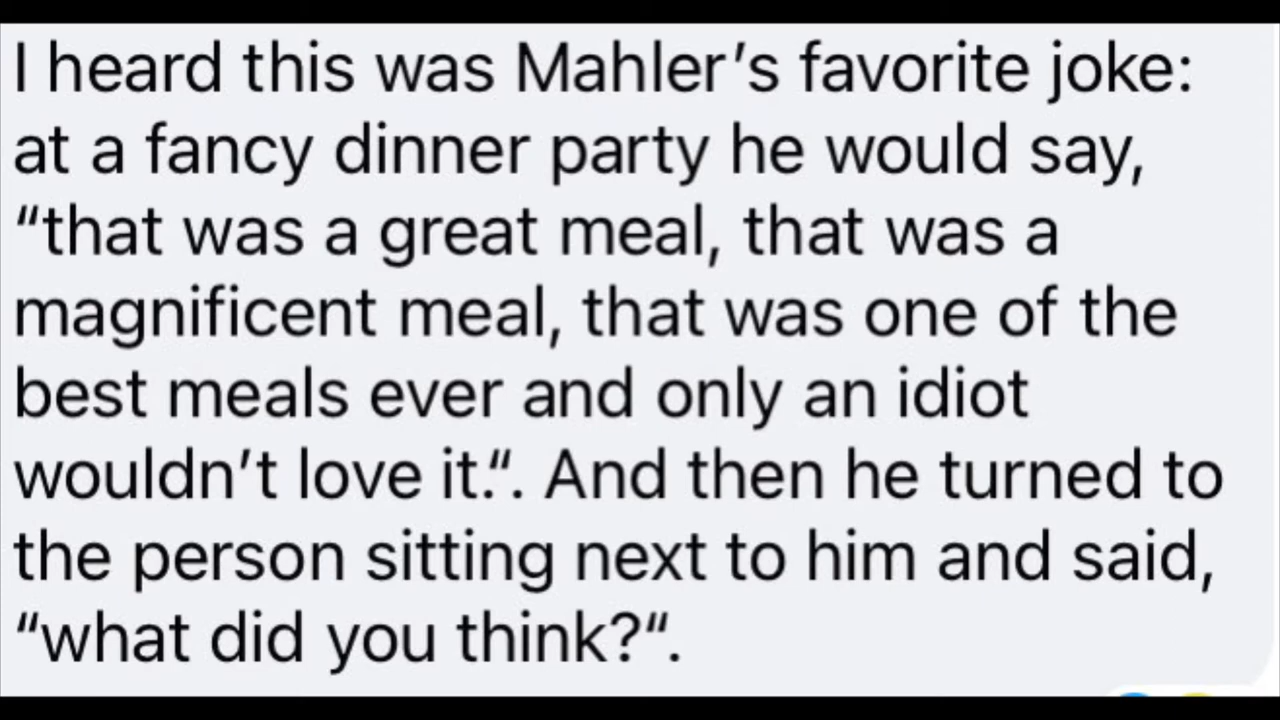 I heard this was Mahler’s favorite joke:
at a fancy dinner party he would say,
“that was a great meal, that was a
magnificent meal, that was one of the
best meals ever and only an idiot
wouldn’t love it.“. And then he turned to
the person sitting next to him and said,
“what did you think?“.